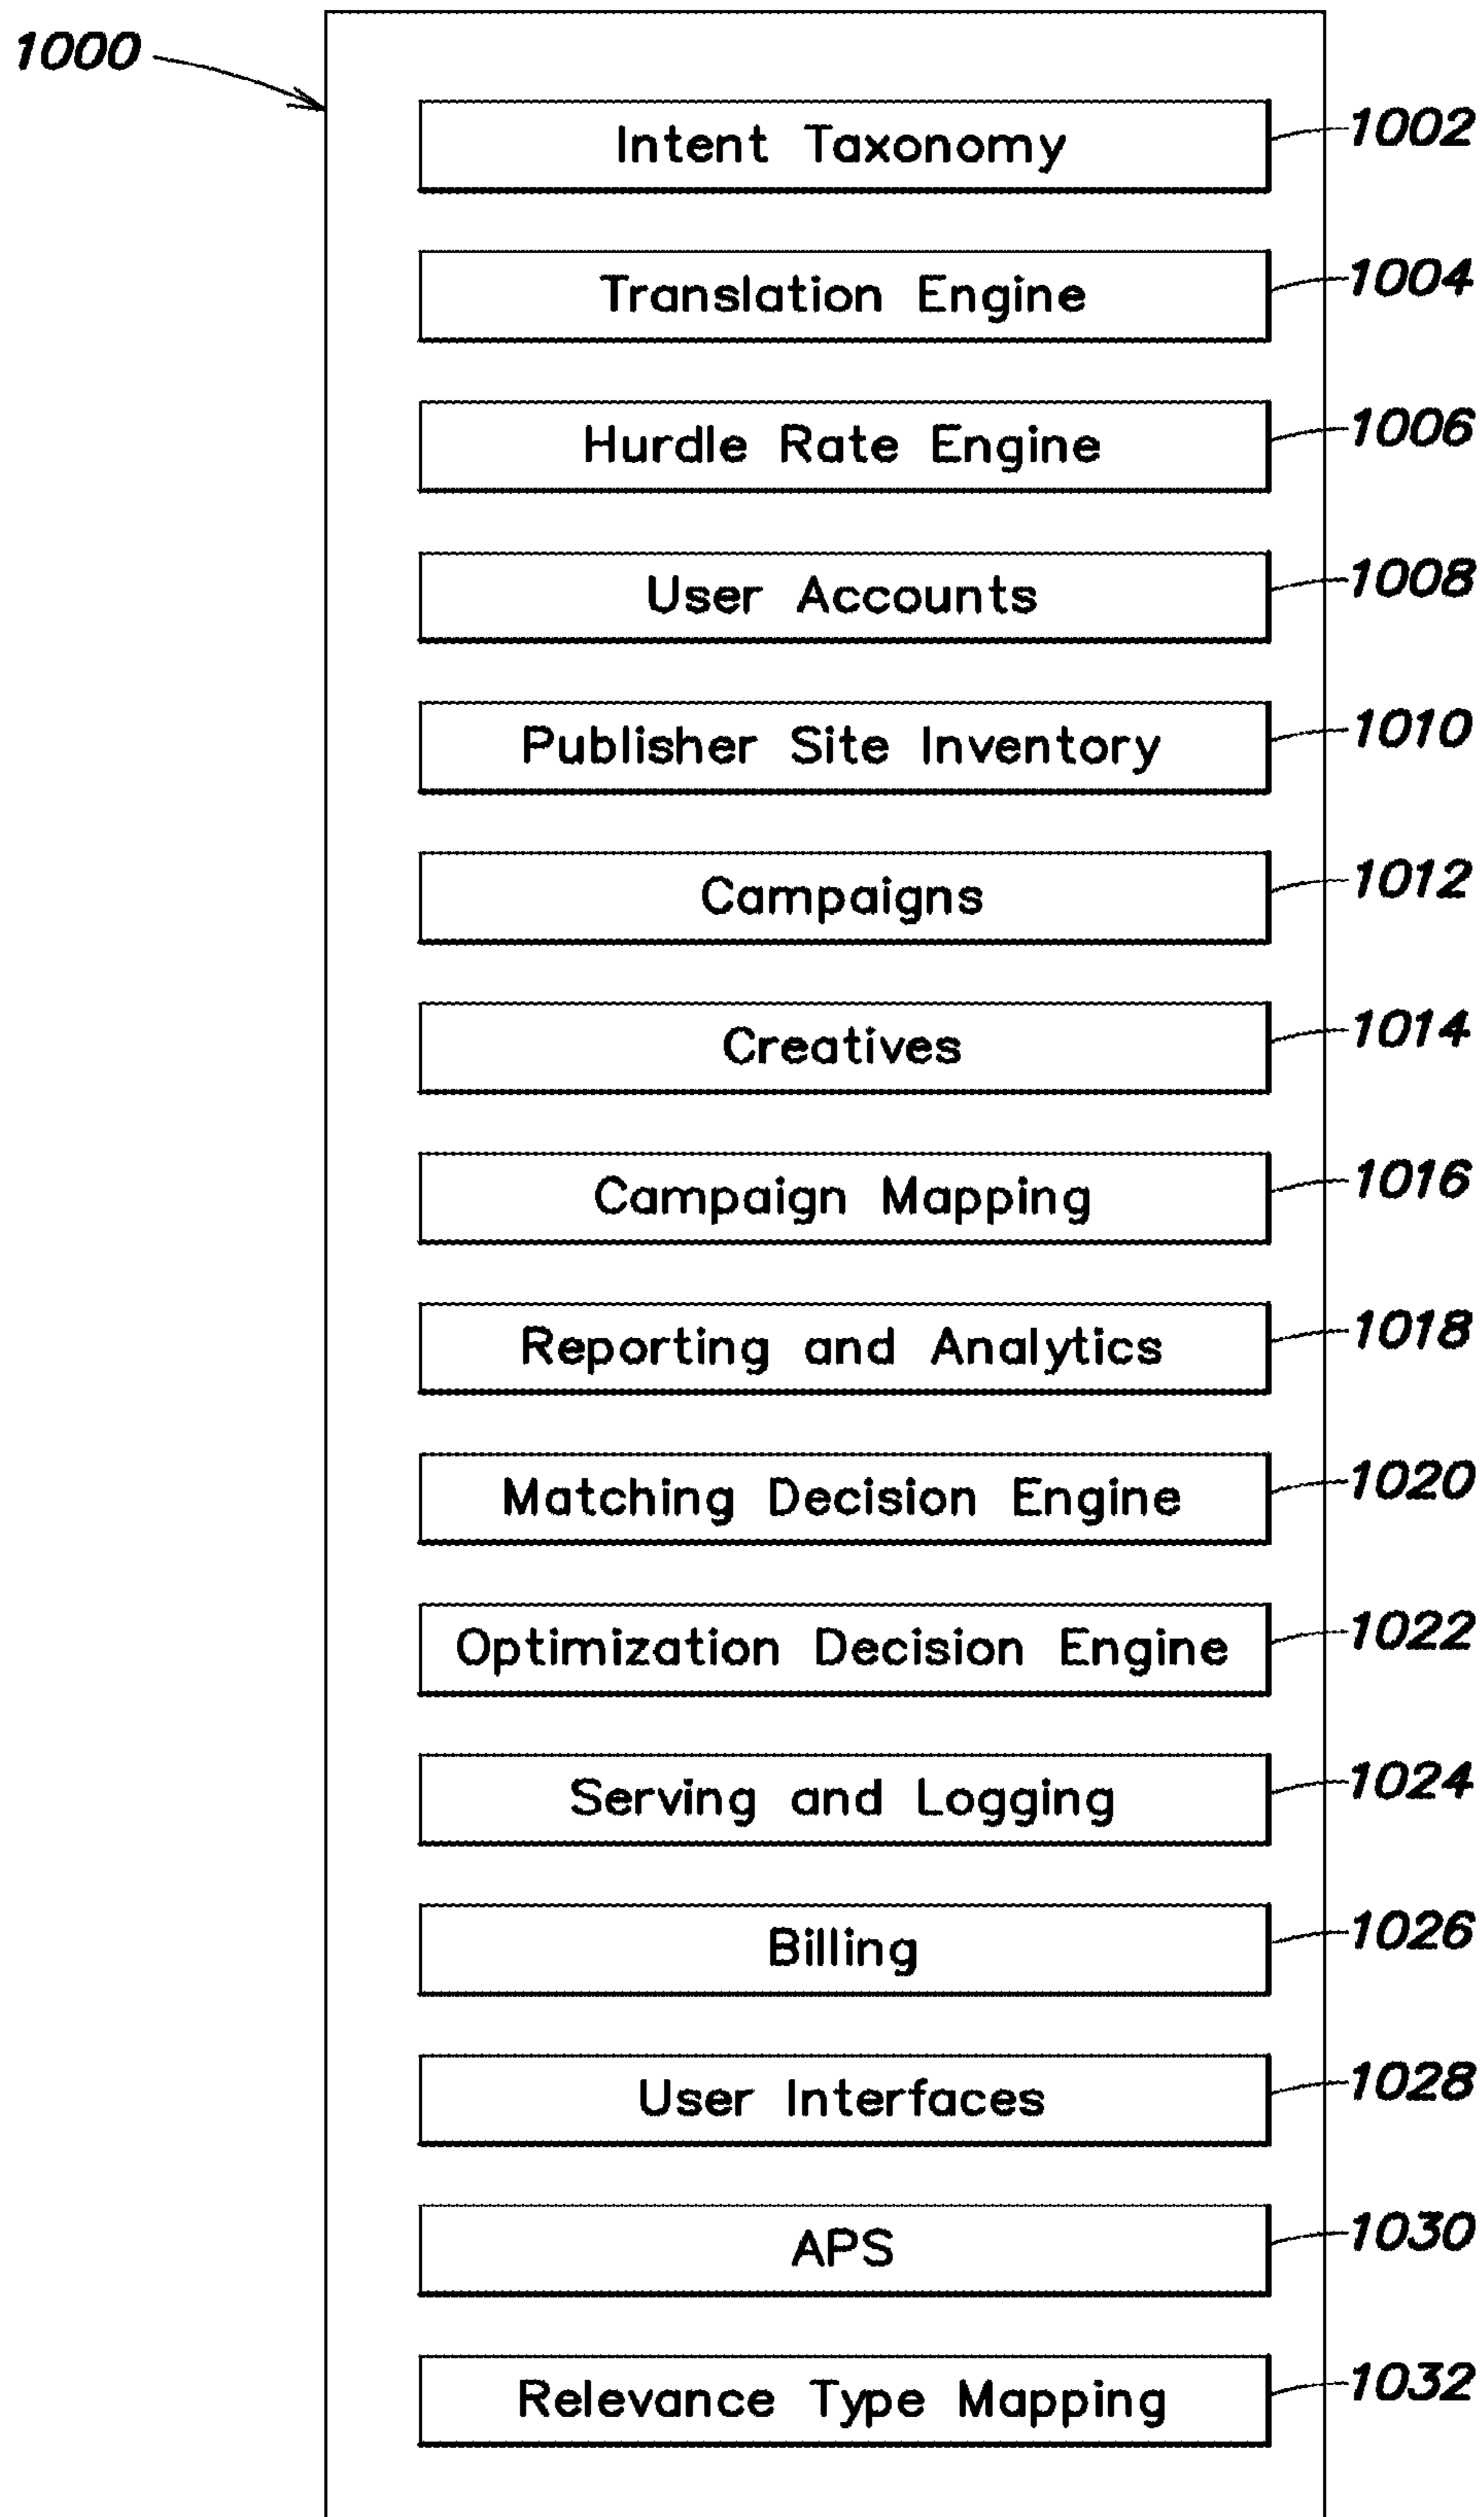 1000
Intent Taxonomy 1002
Translation Engine 1004
Hurdle Rate Engine 1006
User Accounts 1008
Publisher Site Inventory 1010
Campaigns 1012
Creatives 1014
Campaign Mapping 1016
Reporting and Analytics 1018
Matching Decision Engine 1020
Optimization Decision Engine 1022
Serving and Logging 1024
Billing 1026
User Interfaces 1028
APS 1030
Relevance Type Mapping 1032